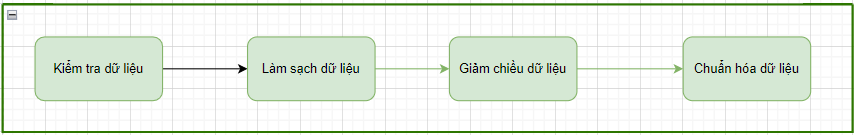 Kiểm tra dữ liệu
Làm sạch dữ liệu
Giảm chiều dữ liệu
Chuẩn hóa dữ liệu